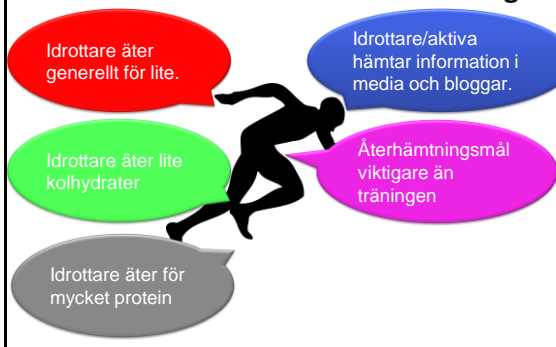 Idrottare äter
generellt för lite.
Idrottare/aktiva
hämtar information i
media och bloggar.
Idrottare äter lite
kolhydrater
Återhämtningsmål
viktigare än
träningen
Idrottare äter för
mycket protein